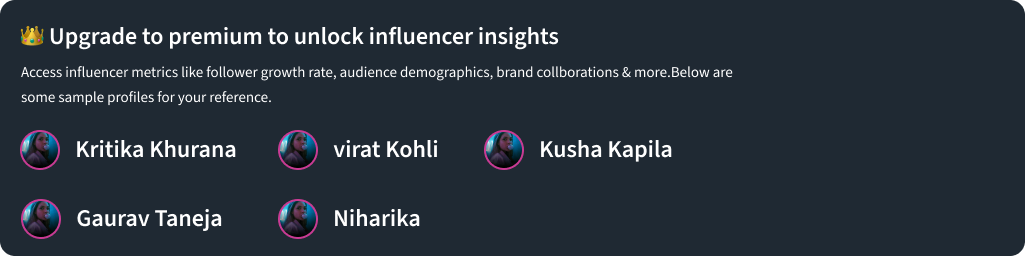 👑 Upgrade to premium to unlock influencer insights
Access influencer metrics like follower growth rate, audience demographics, brand collborations & more.Below are
some sample profiles for your reference.
Kritika Khurana virat Kohli Kusha Kapila
Gaurav Taneja Niharika